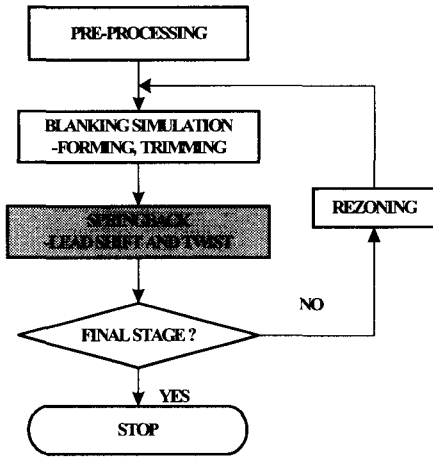 PRE-PROCESSING
BLANKING SIMULATION
-FORMING, TRIMMING
SPRINGBACK
-LEAD SHIFT AND TWIST
REZONING
NO
FINAL STAGE ?
YES
STOP